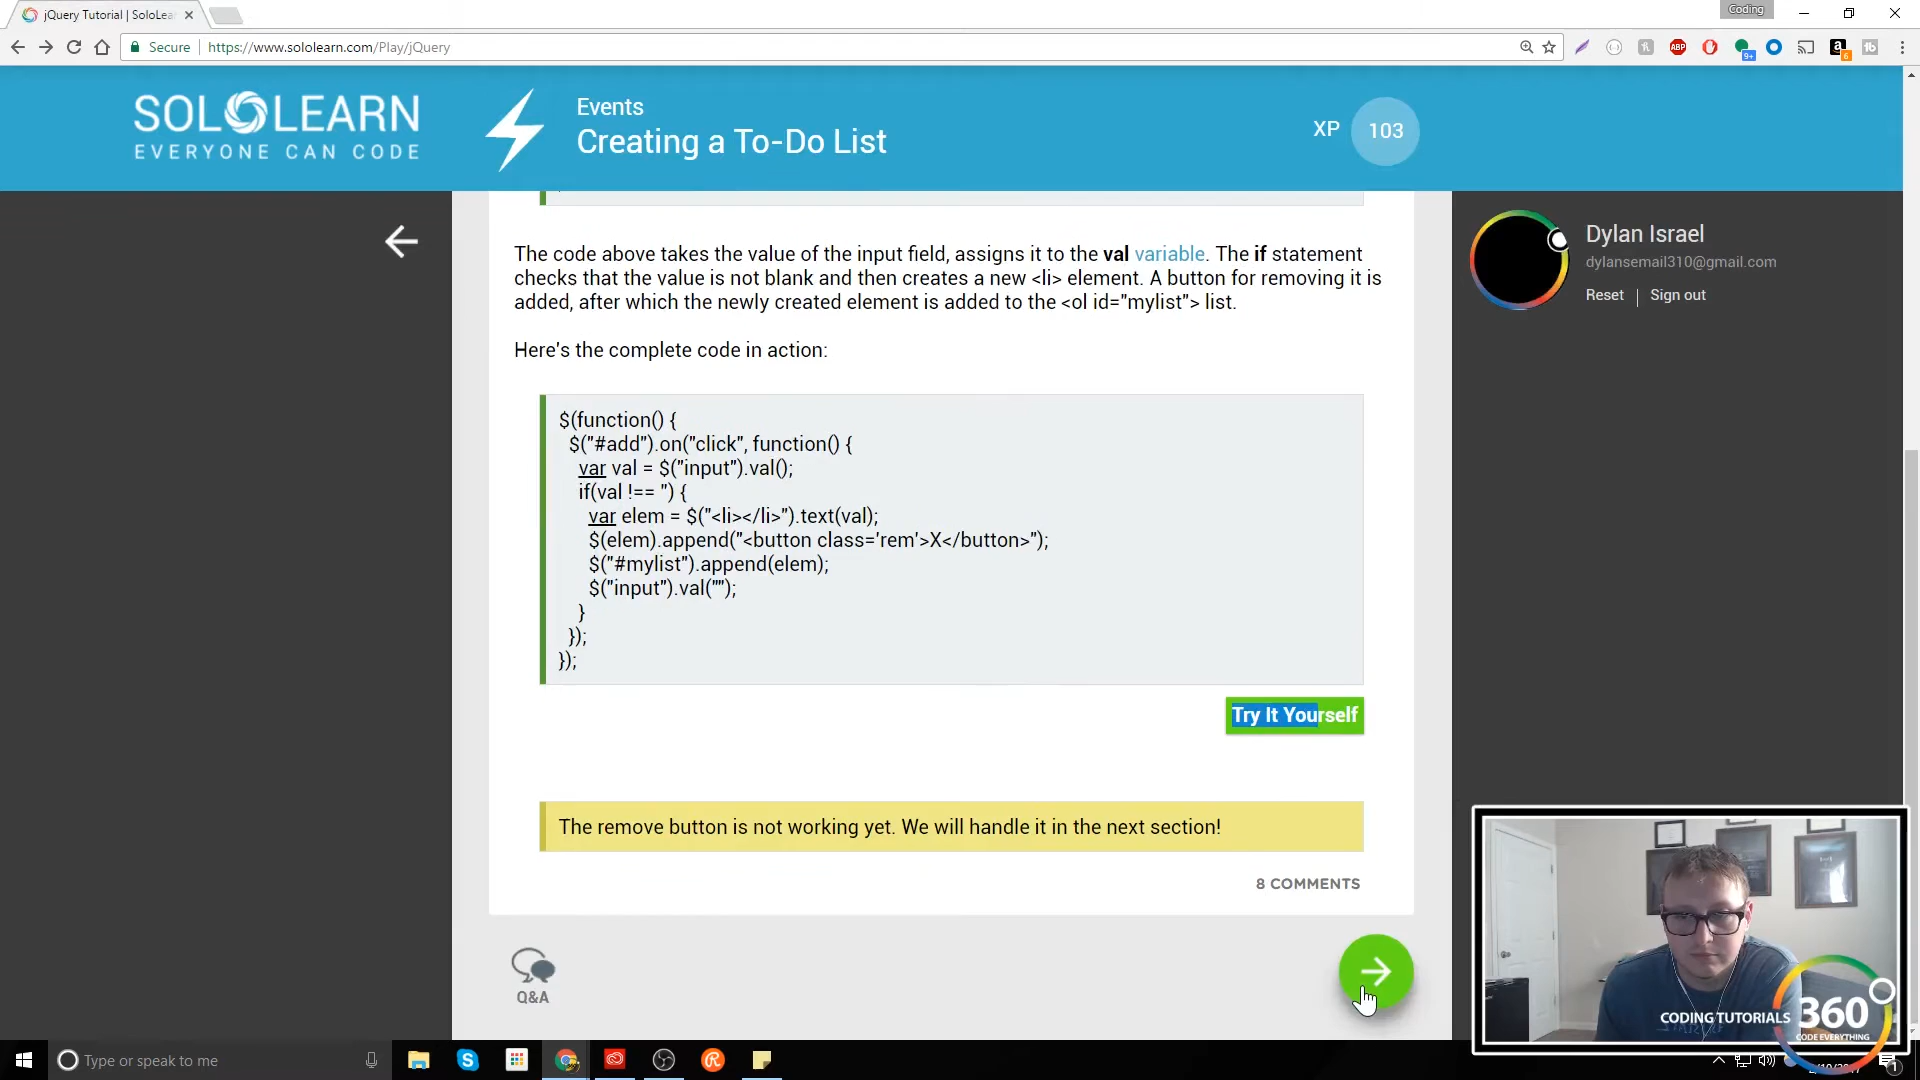 jQuery Tutorial | SoloLea
Coding
Secure
https://www.sololearn.com/Play/jQuery
ABP
9+
a
6
tb
SOLOLEARN
EVERYONE CAN CODE
Events
Creating a To-Do List
XP 103
Dylan Israel
dylansemail310@gmail.com
Reset | Sign out
The code above takes the value of the input field, assigns it to the val variable. The if statement
checks that the value is not blank and then creates a new <li> element. A button for removing it is
added, after which the newly created element is added to the <ol id="mylist"> list.
Here's the complete code in action:
$(function() {
$("#add").on("click", function() {
var val = $("input").val();
if(val !== '') {
var elem = $("<li></li>").text(val);
$(elem).append("<button class='rem'>X</button>");
$("#mylist").append(elem);
$("input").val("");
}
});
});
Try It Yourself
The remove button is not working yet. We will handle it in the next section!
8 COMMENTS
Q&A
CODING TUTORIALS 360
CODE EVERYTHING
Type or speak to me